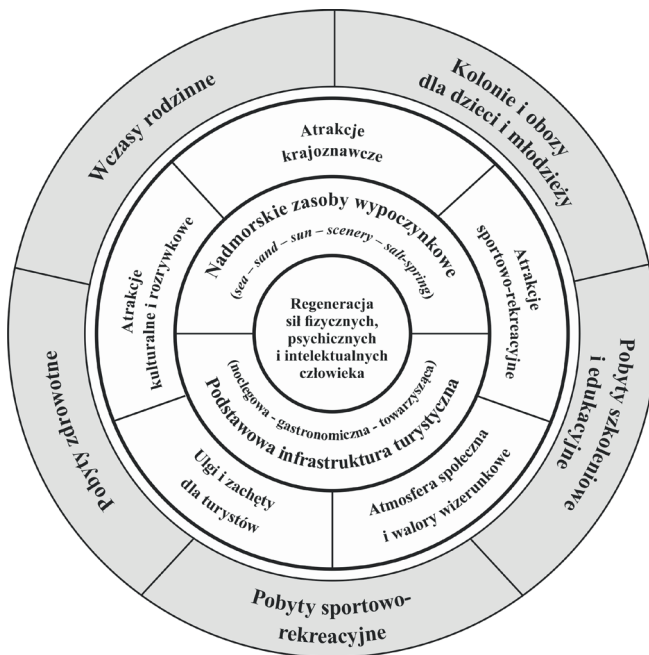 Wczasy rodzinne
Kolonie i obozy
dla dzieci i młodzieży
Atrakcje
krajoznawcze
Nadmorskie zasoby wypoczynkowe
(sea – sand – sun – scenery – salt-spring)
Atrakcje
kulturalne i rozrywkowe
Atrakcje
sportowo-rekreacyjne
Regeneracja
sił fizycznych,
psychicznych
i intelektualnych
człowieka
(noclegowa - gastronomiczna - towarzysząca)
Podstawowa infrastruktura turystyczna
Pobyty zdrowotne
Pobyty szkoleniowe
i edukacyjne
Ulgi i zachęty
dla turystów
Atmosfera społeczna
i walory wizerunkowe
Pobyty sportowo-
rekreacyjne